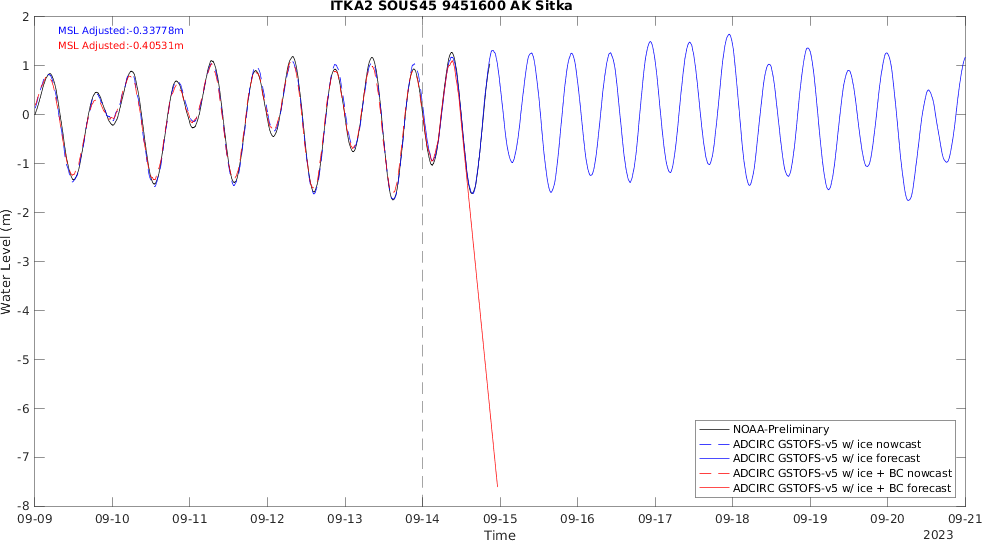 ITKA2 SOUS45 9451600 AK Sitka
MSL Adjusted:-0.33778m
MSL Adjusted:-0.40531m
2
1
0
-1
-2
-3
-4
-5
-6
-7
-8
Water Level (m)
NOAA-Preliminary
ADCIRC GSTOFS-v5 w/ ice nowcast
ADCIRC GSTOFS-v5 w/ ice forecast
ADCIRC GSTOFS-v5 w/ ice + BC nowcast
ADCIRC GSTOFS-v5 w/ ice + BC forecast
09-09 09-10 09-11 09-12 09-13 09-14 09-15 09-16 09-17 09-18 09-19 09-20 09-21
Time
2023